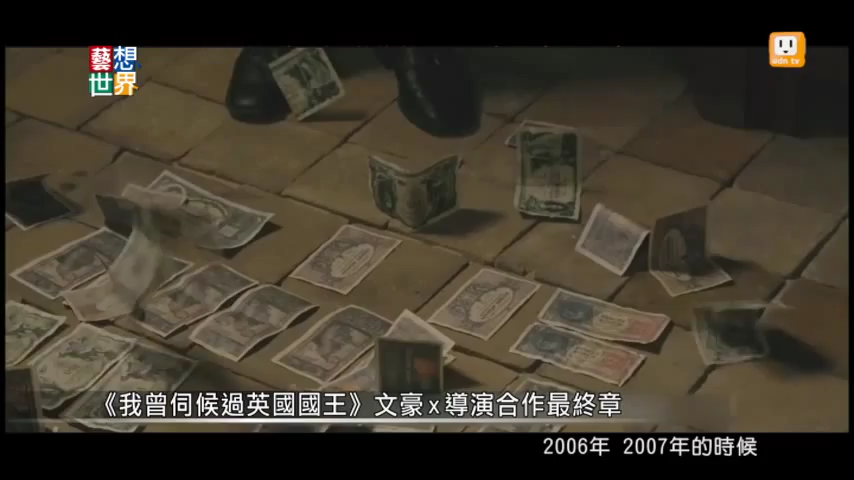 藝想
世界
udn tv
《我曾伺候過英國國王》文豪x導演合作最終章
2006年 2007年的時候